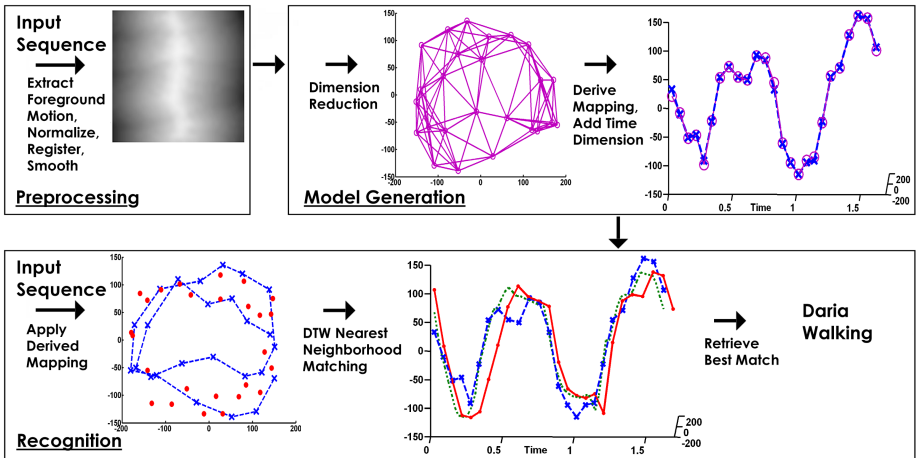 Input
Sequence
Extract
Foreground
Motion,
Normalize,
Register,
Smooth
Preprocessing
150
100
50
0
-50
-100
-150
-200 -100 0 100 200
Dimension
Reduction
Model Generation
Derive
Mapping,
Add Time
Dimension
150
100
50
0
-50
-100
-150
200
0
-200
0 0.5 Time 1 1.5
Input
Sequence
Apply
Derived
Mapping
Recognition
150
100
50
0
-50
-100
-150
-200 -100 0 100 200
DTW Nearest
Neighborhood
Matching
150
100
50
0
-50
-100
-150
200
0
-200
0 0.5 Time 1 1.5
Retrieve
Best Match
Daria
Walking